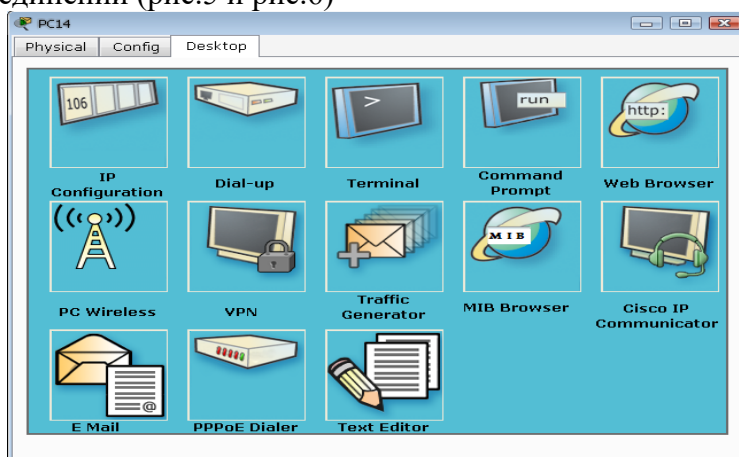 (рис.5 и рис.6)
PC14
Physical Config Desktop
106
>
run
http:
IP
Configuration
Dial-up
Terminal
Command
Prompt
Web Browser
MIB
PC Wireless
VPN
Traffic
Generator
MIB Browser
Cisco IP
Communicator
@
E Mail
PPPoE Dialer
Text Editor